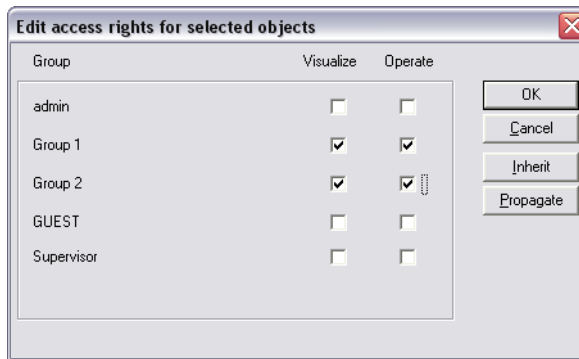 Edit access rights for selected objects
Group Visualize Operate
admin
Group 1
Group 2
GUEST
Supervisor
OK
Cancel
Inherit
Propagate